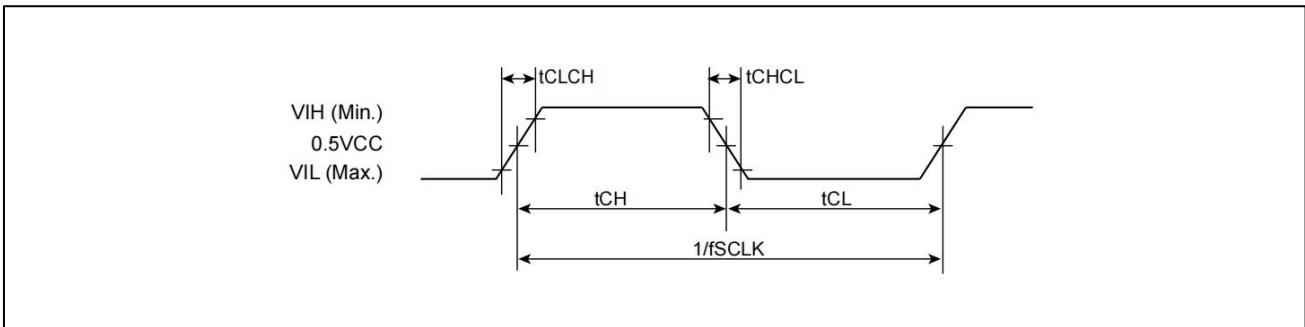 tCLCH
tCHCL
VIH (Min.)
0.5VCC
VIL (Max.)
tCH
tCL
1/fSCLK